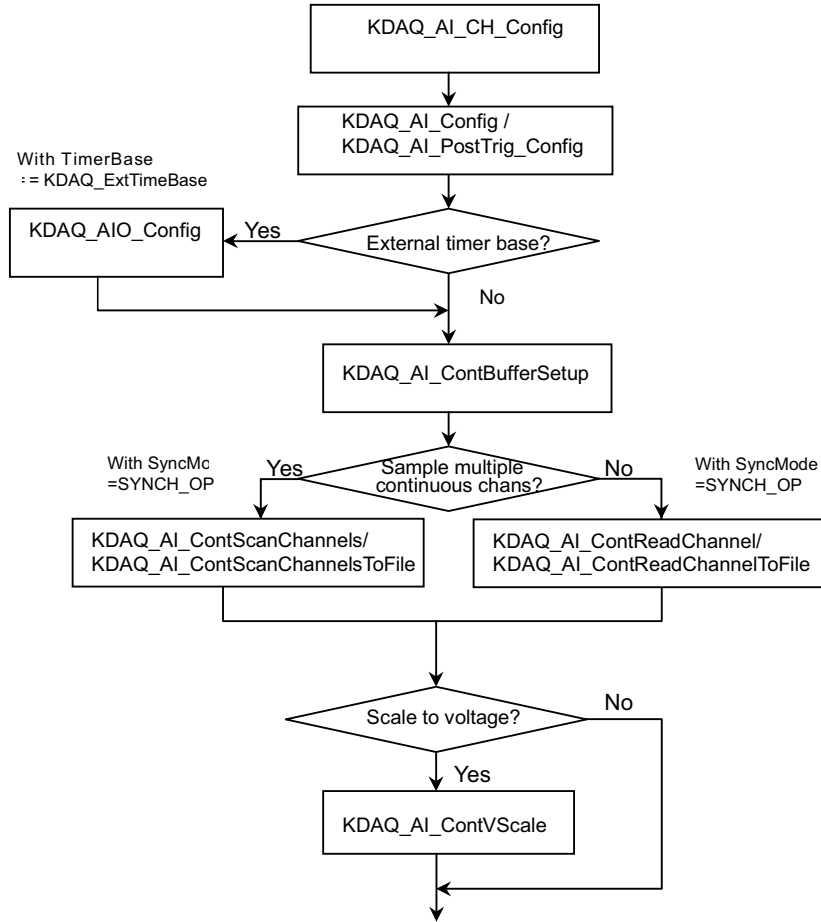 KDAQ_AI_CH_Config
KDAQ_AI_Config /
KDAQ_AI_PostTrig_Config
With TimerBase
:= KDAQ_ExtTimeBase
KDAQ_AIO_Config
Yes
External timer base?
No
KDAQ_AI_ContBufferSetup
With SyncMo
=SYNCH_OP
Yes
Sample multiple
continuous chans?
No
With SyncMode
=SYNCH_OP
KDAQ_AI_ContScanChannels/
KDAQ_AI_ContScanChannelsToFile
KDAQ_AI_ContReadChannel/
KDAQ_AI_ContReadChannelToFile
Scale to voltage?
No
Yes
KDAQ_AI_ContVScale